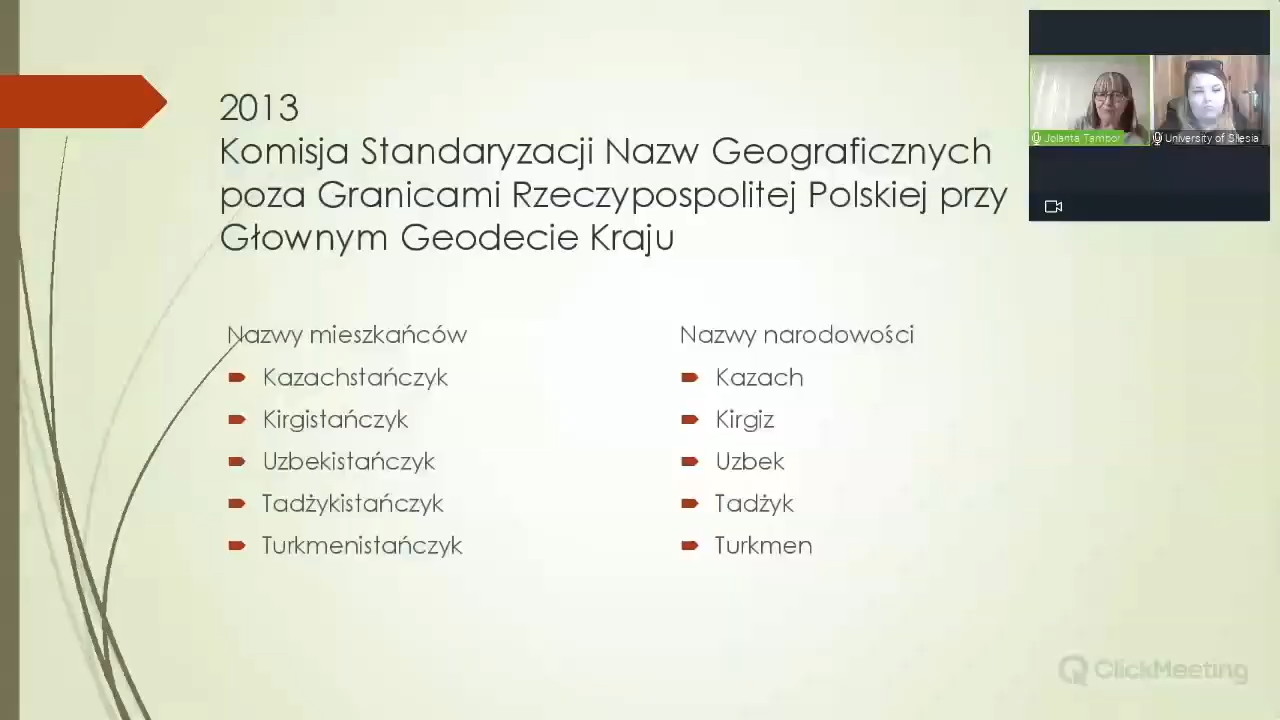 2013
Komisja Standaryzacji Nazw Geograficznych
poza Granicami Rzeczypospolitej Polskiej przy
Głownym Geodecie Kraju
Nazwy mieszkańców
Kazachstańczyk
Kirgistańczyk
Uzbekistańczyk
Tadżykistańczyk
Turkmenistańczyk
Nazwy narodowości
Kazach
Kirgiz
Uzbek
Tadżyk
Turkmen
Jolanta Tambor
University of Silesia
ClickMeeting